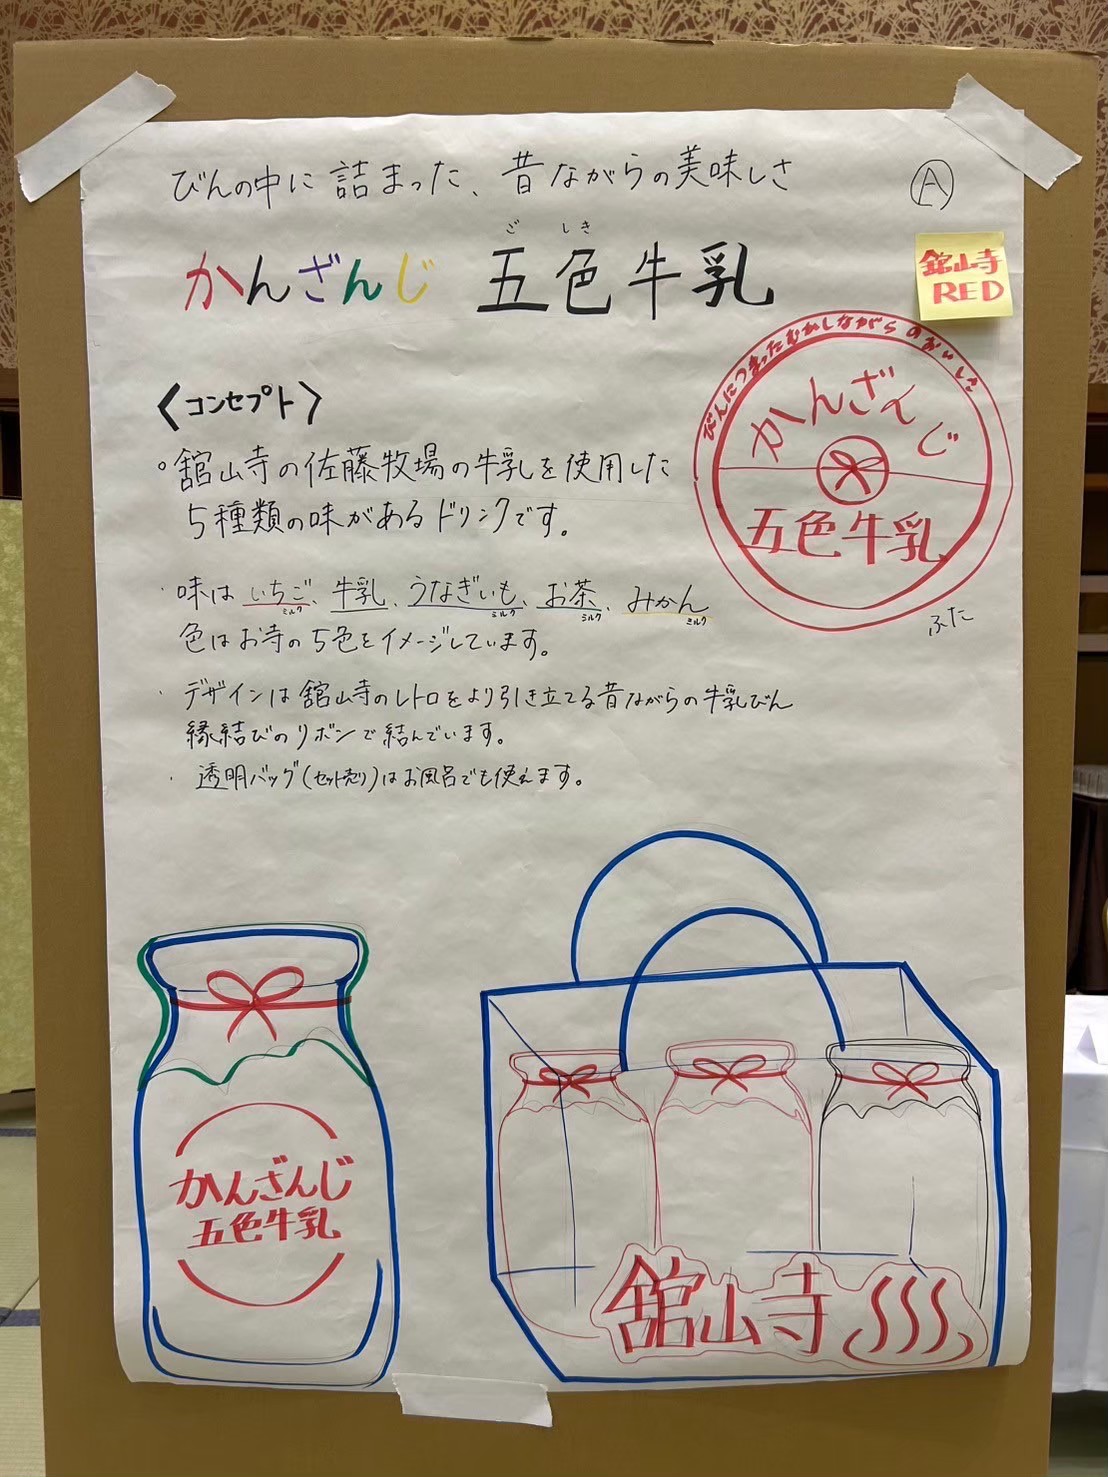 びんの中に詰まった、昔ながらの美味しさ
Ⓐ
ご しき
かんざんじ 五色牛乳
舘山寺
RED
びんにつまったむかしながらのおいしさ
かんざんじ
五色牛乳
ふた
〈コンセプト〉
。舘山寺の佐藤牧場の牛乳を使用した
5種類の味があるドリンクです。
・味はいちごミルク、牛乳、うなぎいもミルク、お茶ミルク、みかんミルク
色はお寺の5色をイメージしています。
・デザインは舘山寺のレトロをより引き立てる昔ながらの牛乳びん
縁結びのリボンで結んでいます。
・透明バッグ(セット売り)はお風呂でも使えます。
かんざんじ
五色牛乳
舘山寺♨